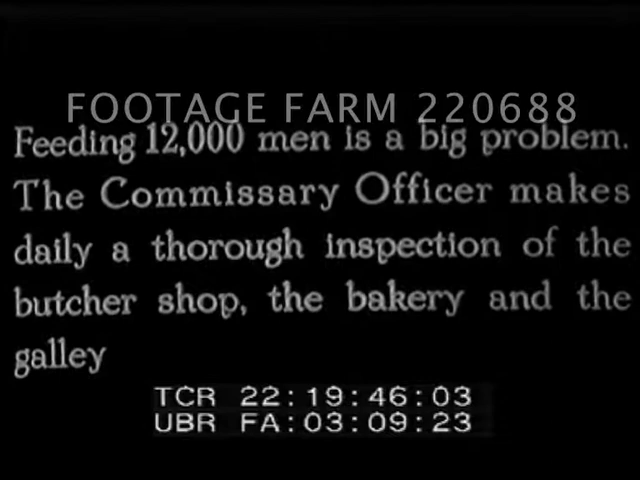 FOOTAGE FARM 220688
Feeding 12,000 men is a big problem.
The Commissary Officer makes
daily a thorough inspection of the
butcher shop, the bakery and the
galley
TCR 22:19:46:03
UBR FA:03:09:23